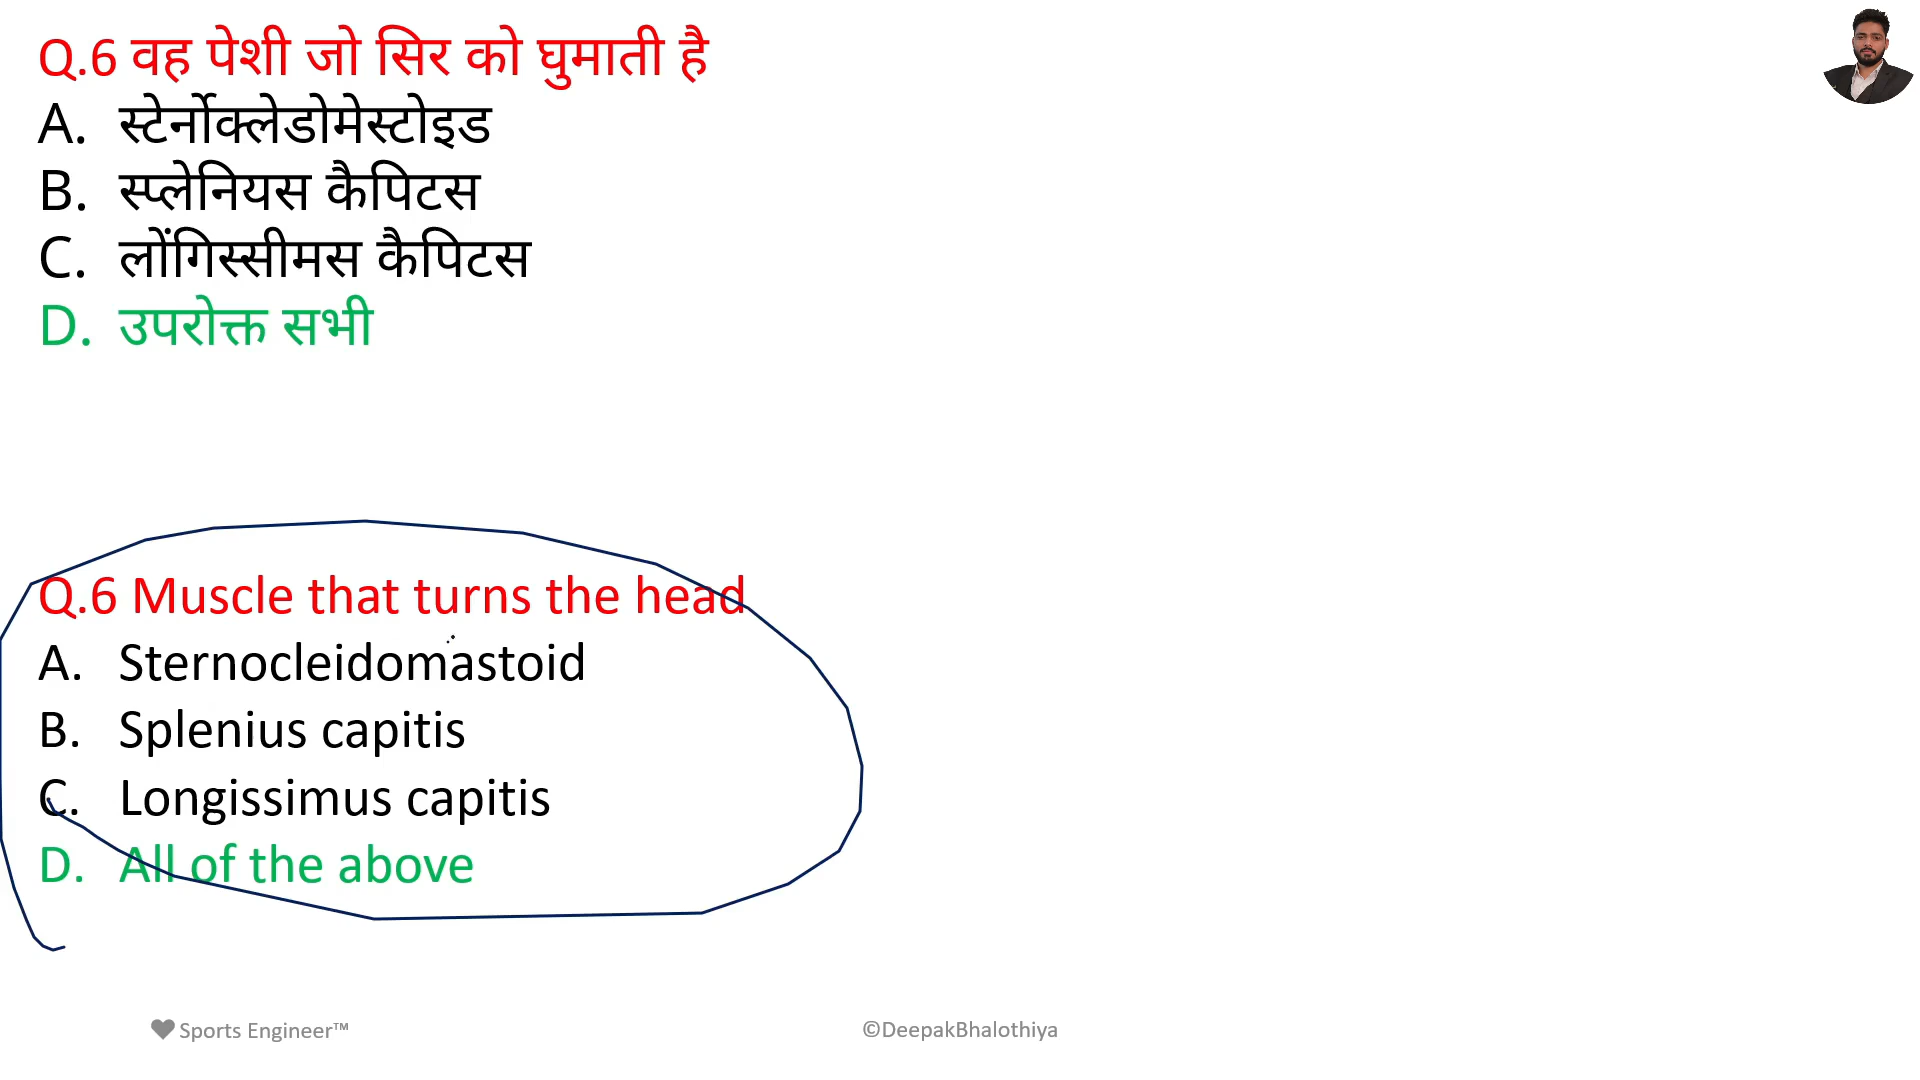 Q.6 वह पेशी जो सिर को घुमाती है
A. स्टेर्नोक्लेडोमेस्टोइड
B. स्प्लेनियस कैपिटस
C. लोंगिस्सीमस कैपिटस
D. उपरोक्त सभी
Q.6 Muscle that turns the head
A. Sternocleidomastoid
B. Splenius capitis
C. Longissimus capitis
D. All of the above
Sports Engineer™
©DeepakBhalothiya